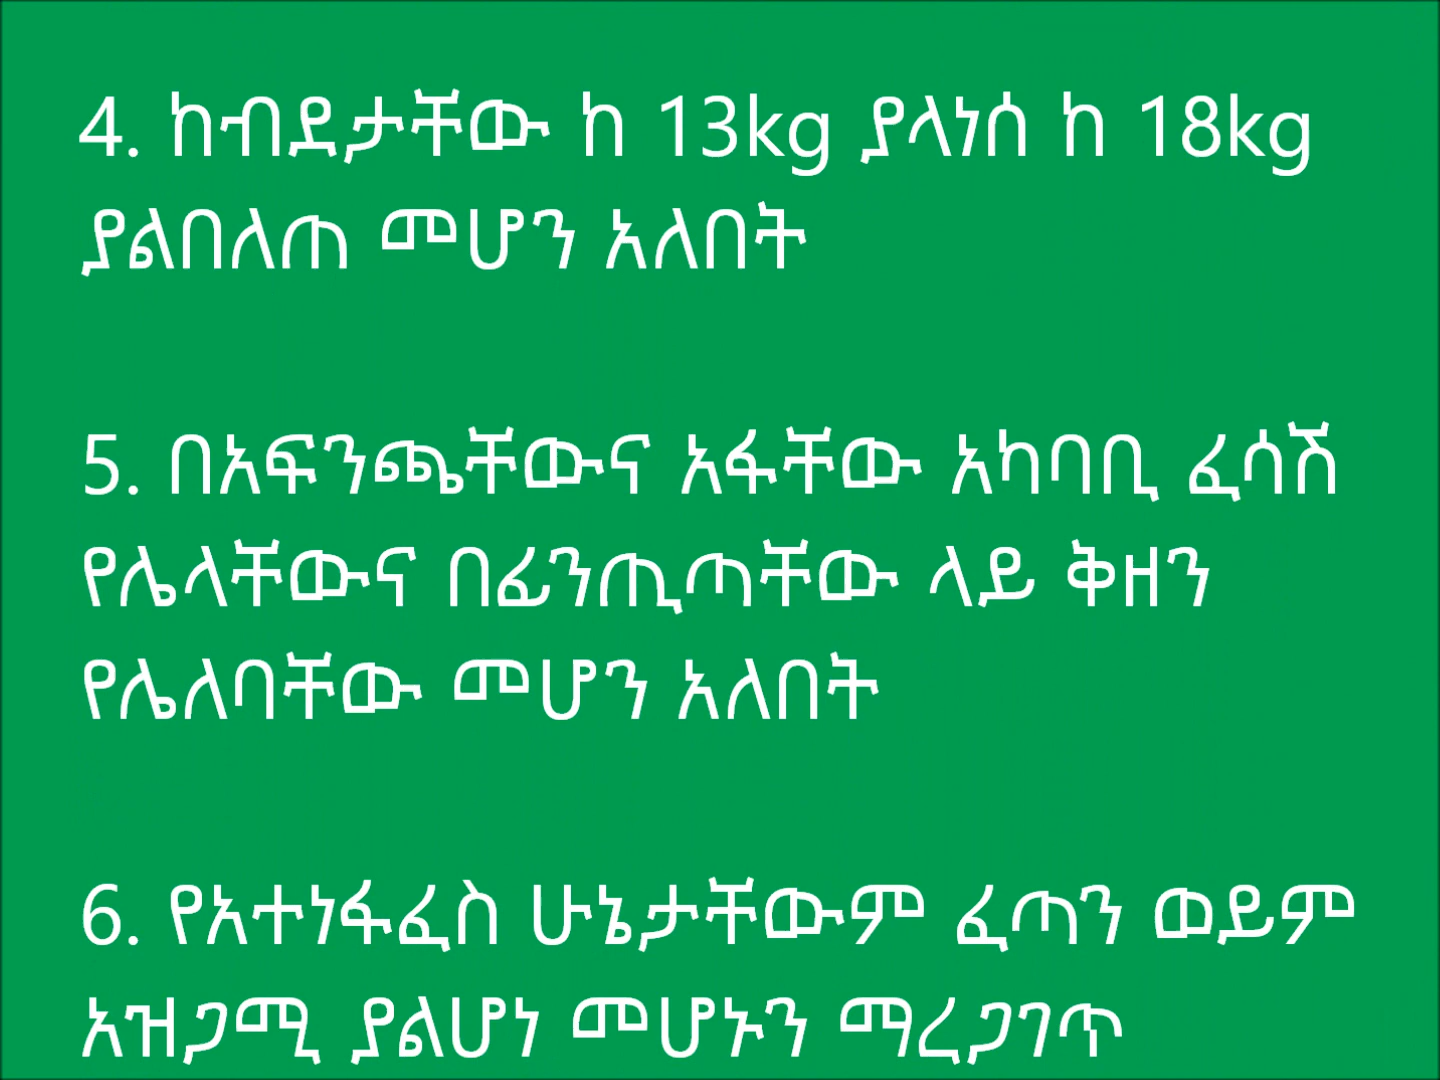 4. ከብደታቸው ከ 13kg ያላነሰ ከ 18kg
ያልበለጠ መሆን አለበት
5. በአፍንጫቸውና አፋቸው አካባቢ ፈሳሽ
የሌላቸውና በፊንጢጣቸው ላይ ቅዘን
የሌለባቸው መሆን አለበት
6. የአተነፋፈስ ሁኔታቸውም ፈጣን ወይም
አዝጋሚ ያልሆነ መሆኑን ማረጋገጥ